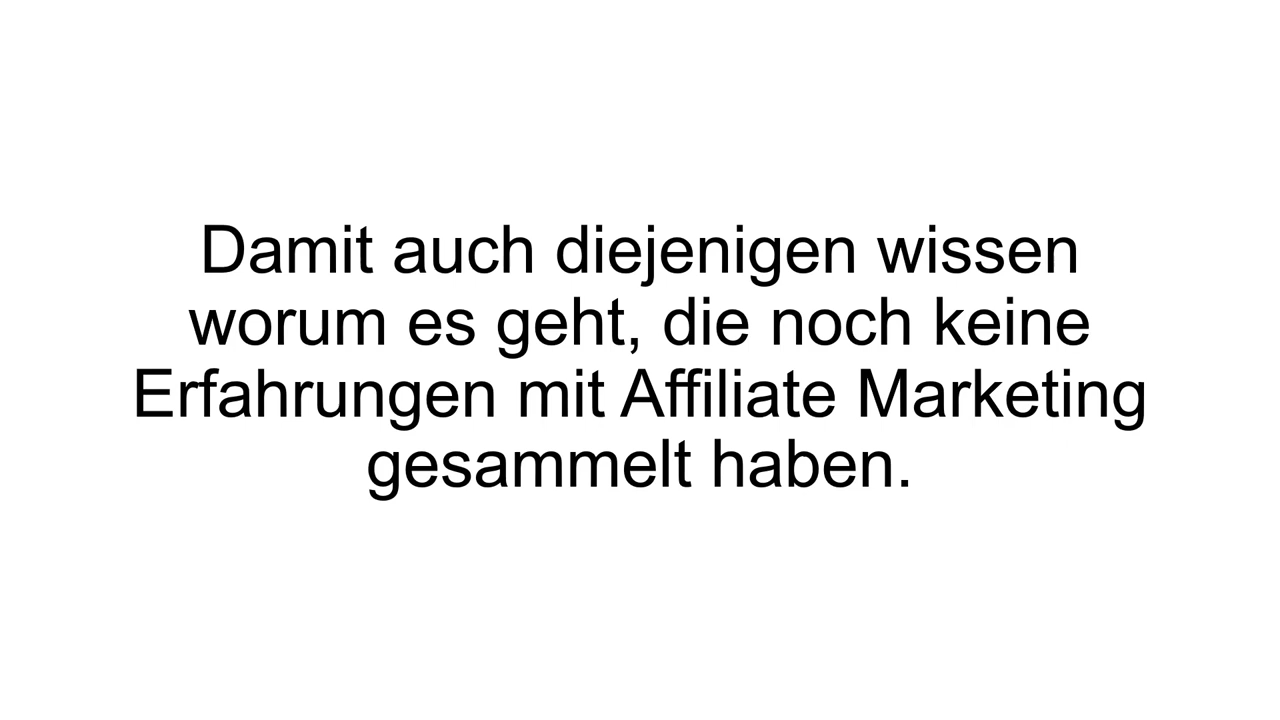 Damit auch diejenigen wissen
worum es geht, die noch keine
Erfahrungen mit Affiliate Marketing
gesammelt haben.